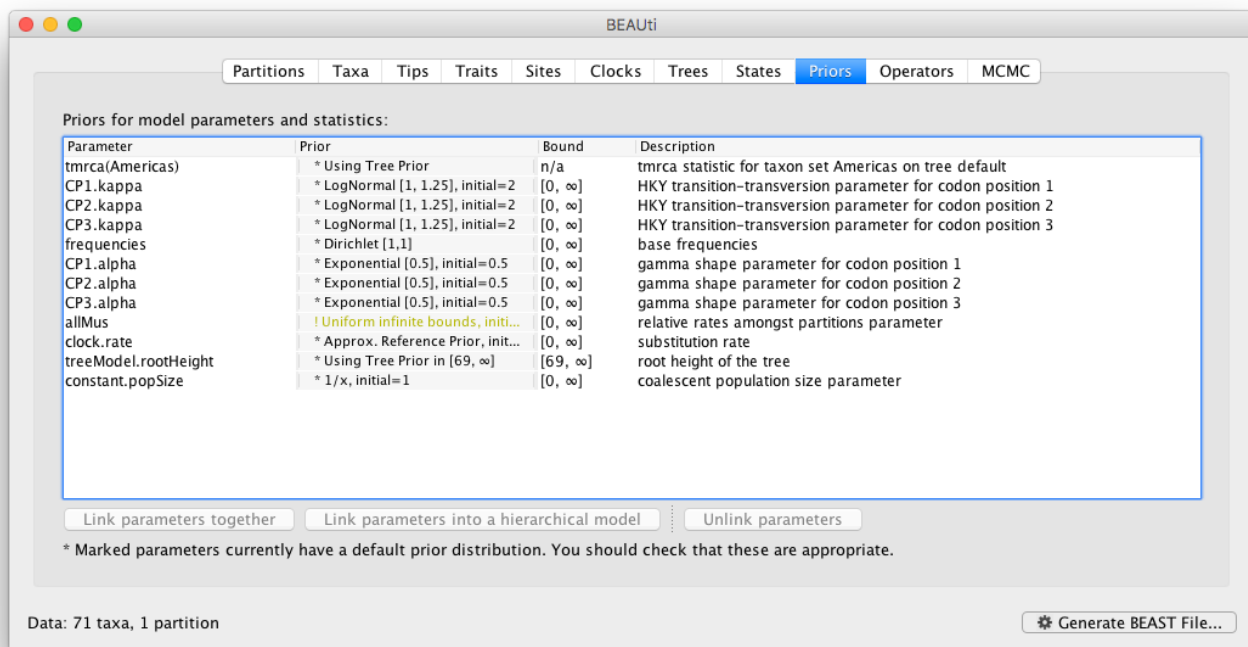 BEAUti
Partitions Taxa Tips Traits Sites Clocks Trees States Priors Operators MCMC
Priors for model parameters and statistics:
Parameter Prior Bound Description
tmrca(Americas) * Using Tree Prior n/a tmrca statistic for taxon set Americas on tree default
CP1.kappa * LogNormal [1, 1.25], initial=2 [0, ∞] HKY transition-transversion parameter for codon position 1
CP2.kappa * LogNormal [1, 1.25], initial=2 [0, ∞] HKY transition-transversion parameter for codon position 2
CP3.kappa * LogNormal [1, 1.25], initial=2 [0, ∞] HKY transition-transversion parameter for codon position 3
frequencies * Dirichlet [1,1] [0, ∞] base frequencies
CP1.alpha * Exponential [0.5], initial=0.5 [0, ∞] gamma shape parameter for codon position 1
CP2.alpha * Exponential [0.5], initial=0.5 [0, ∞] gamma shape parameter for codon position 2
CP3.alpha * Exponential [0.5], initial=0.5 [0, ∞] gamma shape parameter for codon position 3
allMus ! Uniform infinite bounds, initi... [0, ∞] relative rates amongst partitions parameter
clock.rate * Approx. Reference Prior, init... [0, ∞] substitution rate
treeModel.rootHeight * Using Tree Prior in [69, ∞] [69, ∞] root height of the tree
constant.popSize * 1/x, initial=1 [0, ∞] coalescent population size parameter
Link parameters together Link parameters into a hierarchical model Unlink parameters
* Marked parameters currently have a default prior distribution. You should check that these are appropriate.
Data: 71 taxa, 1 partition Generate BEAST File...